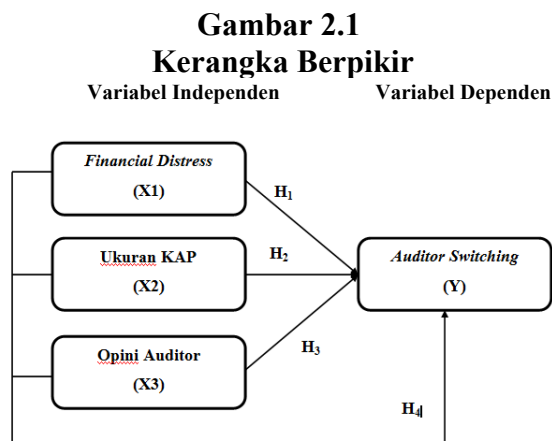 Gambar 2.1
Kerangka Berpikir
Variabel Independen Variabel Dependen
Financial Distress
(X1)
H1
Ukuran KAP
(X2)
H2
Auditor Switching
(Y)
Opini Auditor
(X3)
H3
H4